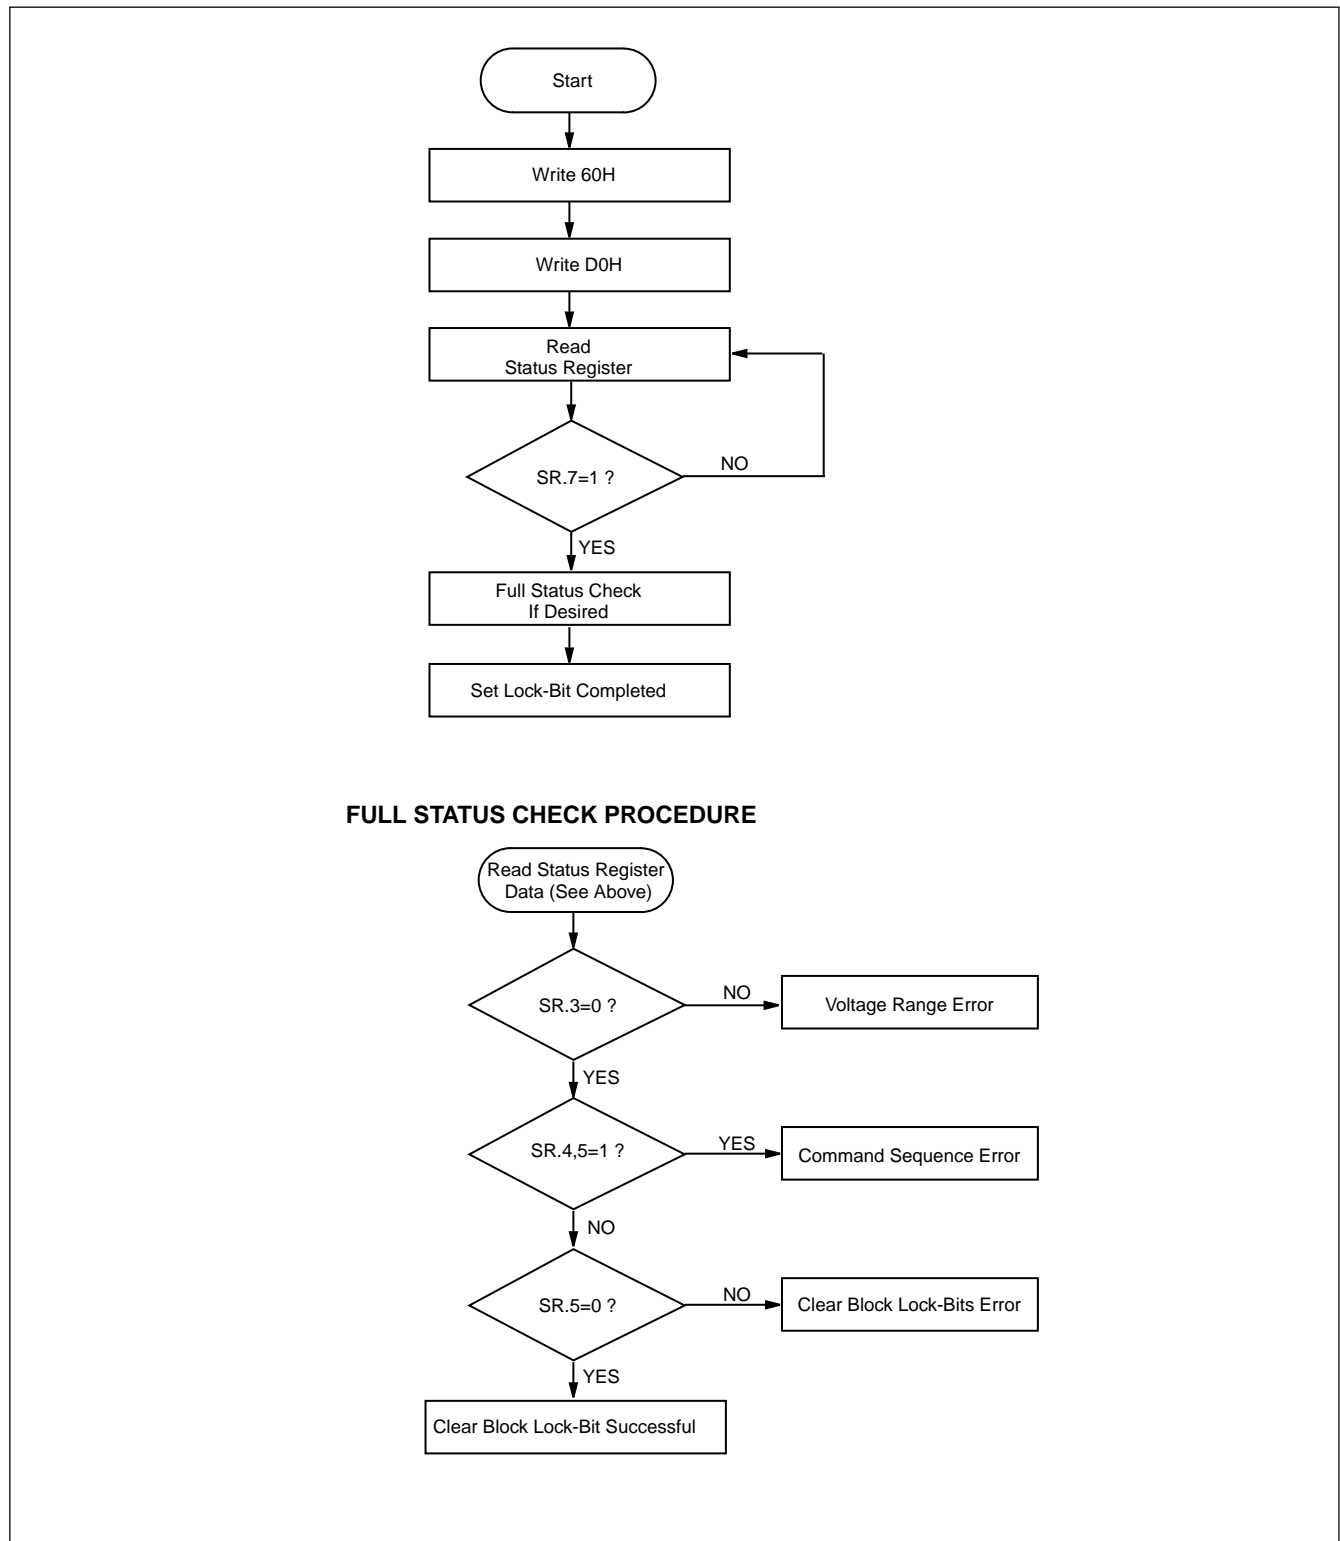 Start
Write 60H
Write D0H
Read
Status Register
SR.7=1 ?
NO
YES
Full Status Check
If Desired
Set Lock-Bit Completed
FULL STATUS CHECK PROCEDURE
Read Status Register
Data (See Above)
SR.3=0 ?
NO
Voltage Range Error
YES
SR.4,5=1 ?
YES
Command Sequence Error
NO
SR.5=0 ?
NO
Clear Block Lock-Bits Error
YES
Clear Block Lock-Bit Successful